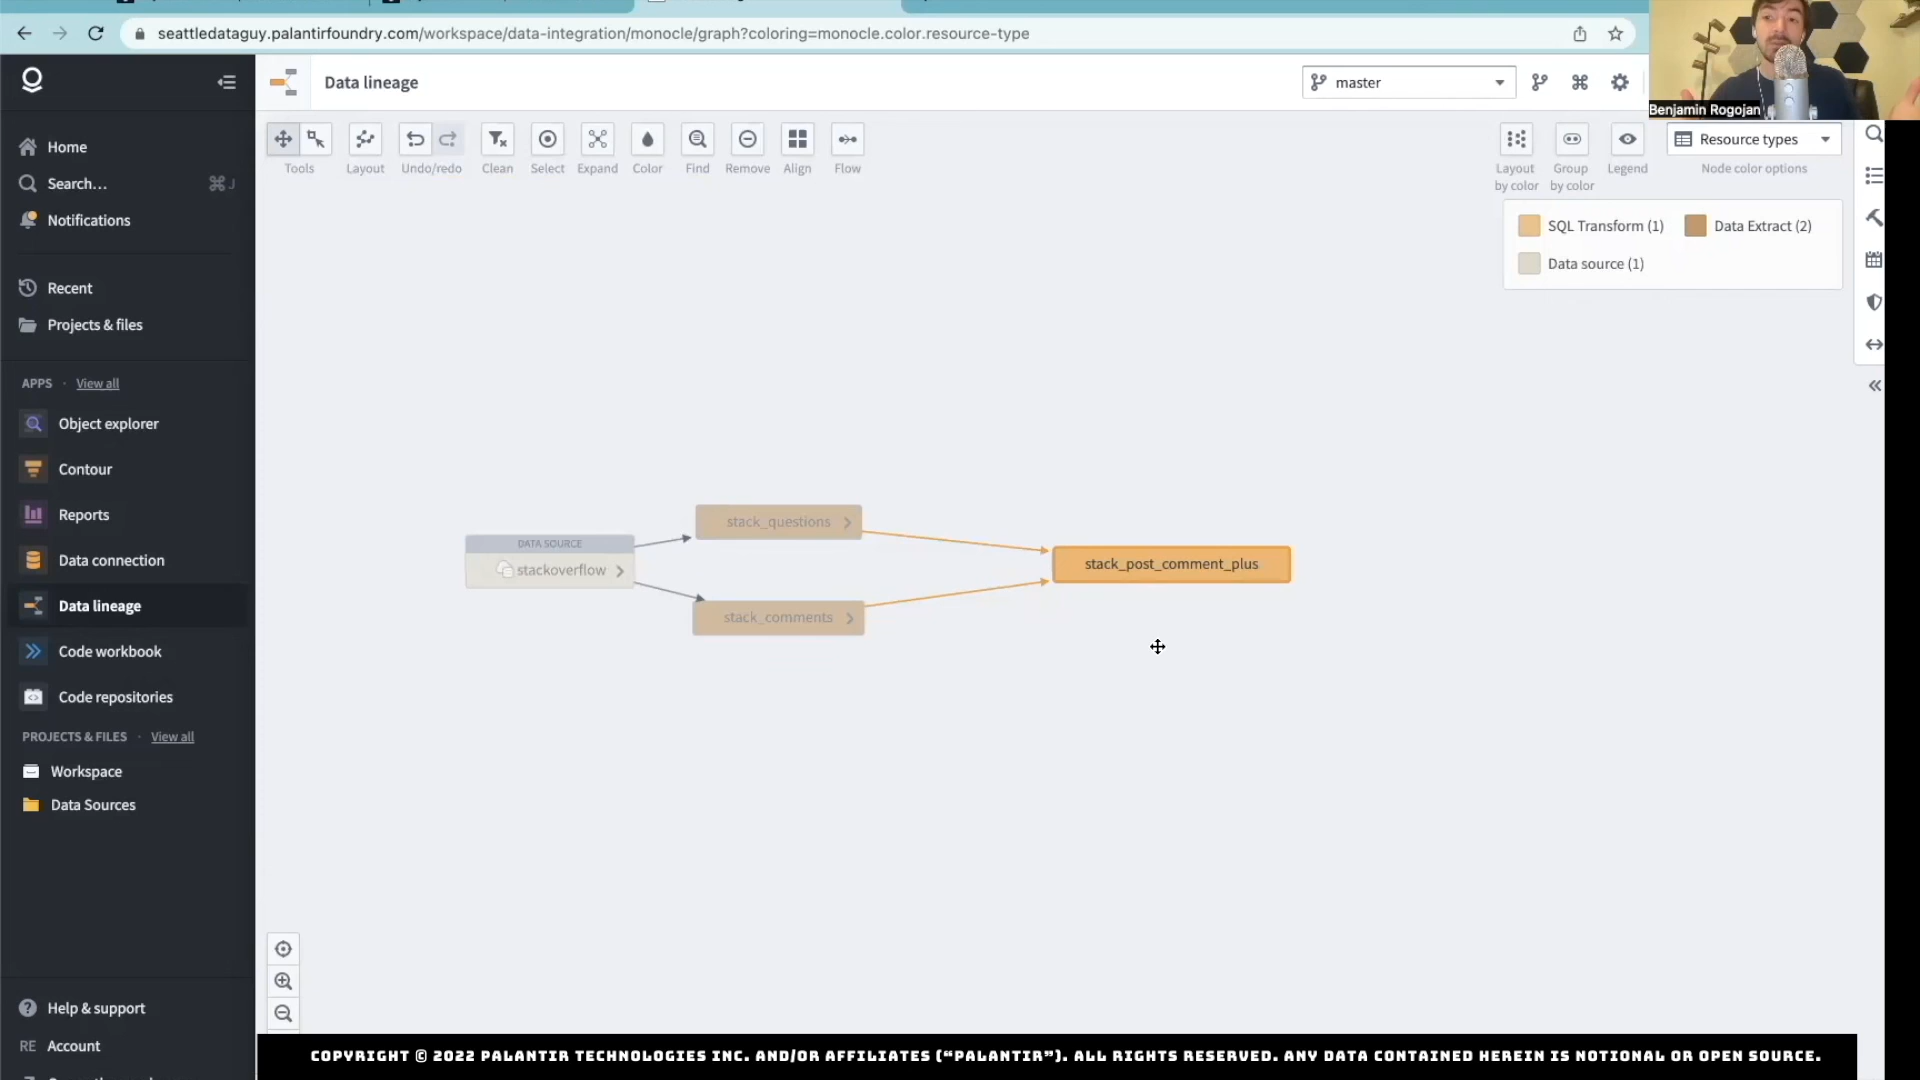 seattledataguy.palantirfoundry.com/workspace/data-integration/monocle/graph?coloring=monocle.color.resource-type
Benjamin Rogojan
Data lineage
master
Home
Search…
⌘ J
Notifications
Recent
Projects & files
APPS · View all
Object explorer
Contour
Reports
Data connection
Data lineage
Code workbook
Code repositories
PROJECTS & FILES · View all
Workspace
Data Sources
Help & support
RE Account
Tools
Layout
Undo/redo
Clean
Select
Expand
Color
Find
Remove
Align
Flow
Layout by color
Group by color
Legend
Resource types
Node color options
SQL Transform (1)
Data Extract (2)
Data source (1)
DATA SOURCE
stackoverflow
stack_questions
stack_comments
stack_post_comment_plus
COPYRIGHT © 2022 PALANTIR TECHNOLOGIES INC. AND/OR AFFILIATES (“PALANTIR”). ALL RIGHTS RESERVED. ANY DATA CONTAINED HEREIN IS NOTIONAL OR OPEN SOURCE.